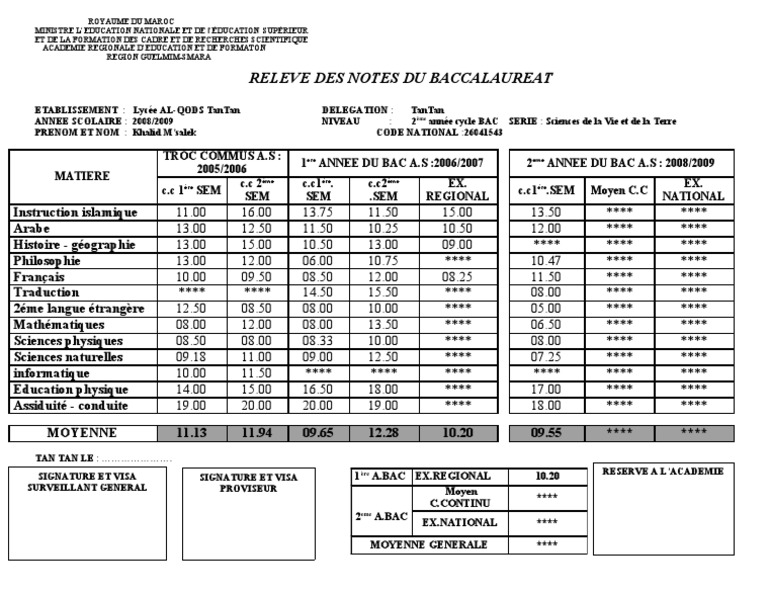 ROYAUME DU MAROC
MINISTRE L'EDUCATION NATIONALE ET DE l'ÉDUCATION SUPÉRIEUR
ET DE LA FORMATION DES CADRE ET DE RECHERCHES SCIENTIFIQUE
ACADEMIE REGIONALE D'EDUCATION ET DE FORMATON
REGION GUELMIM-SMARA
RELEVE DES NOTES DU BACCALAUREAT
ETABLISSEMENT : Lycée AL-QODS TanTan DELEGATION : TanTan
ANNEE SCOLAIRE : 2008/2009 NIVEAU : 2ème année cycle BAC SERIE : Sciences de la Vie et de la Terre
PRENOM ET NOM : Khalid M'salek CODE NATIONAL :26041543
MATIERE TROC COMMUS A.S : 2005/2006 1ère ANNEE DU BAC A.S :2006/2007 2ème ANNEE DU BAC A.S : 2008/2009
c.c 1ère SEM c.c 2ème SEM c.c1ère. SEM c.c2ème .SEM EX. REGIONAL c.c1ère.SEM Moyen C.C EX. NATIONAL
Instruction islamique 11.00 16.00 13.75 11.50 15.00 13.50 **** ****
Arabe 13.00 12.50 11.50 10.25 10.50 12.00 **** ****
Histoire - géographie 13.00 15.00 10.50 13.00 09.00 **** **** ****
Philosophie 13.00 12.00 06.00 10.75 **** 10.47 **** ****
Français 10.00 09.50 08.50 12.00 08.25 11.50 **** ****
Traduction **** **** 14.50 15.50 **** 08.00 **** ****
2éme langue étrangère 12.50 08.50 08.00 10.00 **** 05.00 **** ****
Mathématiques 08.00 12.00 08.00 13.50 **** 06.50 **** ****
Sciences physiques 08.50 08.00 08.33 10.00 **** 08.00 **** ****
Sciences naturelles 09.18 11.00 09.00 12.50 **** 07.25 **** ****
informatique 10.00 11.50 **** **** **** **** **** ****
Education physique 14.00 15.00 16.50 18.00 **** 17.00 **** ****
Assiduité - conduite 19.00 20.00 20.00 19.00 **** 18.00 **** ****
MOYENNE 11.13 11.94 09.65 12.28 10.20 09.55 **** ****
TAN TAN LE : ………………….
SIGNATURE ET VISA
SURVEILLANT GENERAL
SIGNATURE ET VISA
PROVISEUR
1ère A.BAC EX.REGIONAL 10.20
2ème A.BAC Moyen C.CONTINU ****
EX.NATIONAL ****
MOYENNE GENERALE ****
RESERVE A L'ACADEMIE